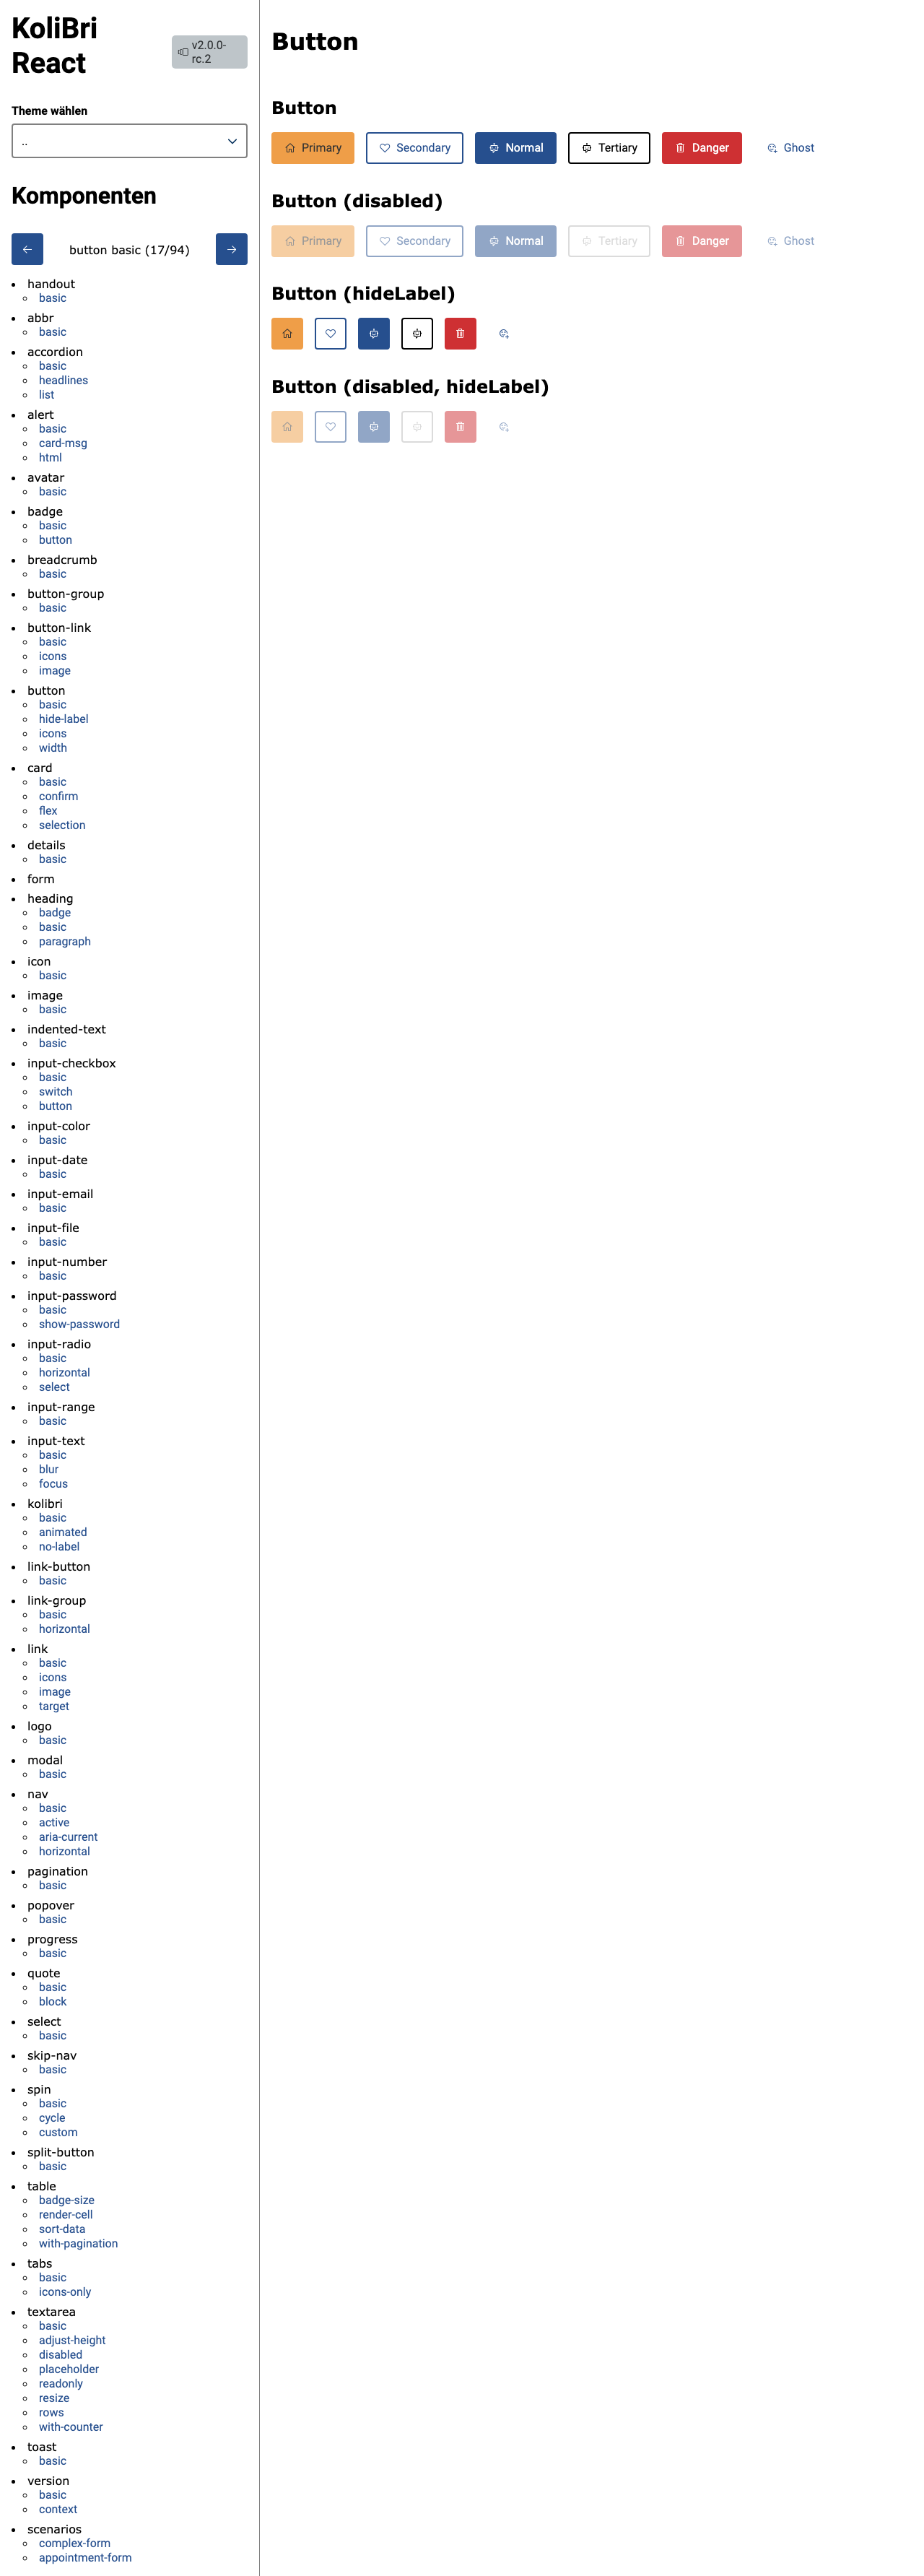 KoliBri
React
v2.0.0-
rc.2
Theme wählen
..
Komponenten
button basic (17/94)
handout
basic
abbr
basic
accordion
basic
headlines
list
alert
basic
card-msg
html
avatar
basic
badge
basic
button
breadcrumb
basic
button-group
basic
button-link
basic
icons
image
button
basic
hide-label
icons
width
card
basic
confirm
flex
selection
details
basic
form
heading
badge
basic
paragraph
icon
basic
image
basic
indented-text
basic
input-checkbox
basic
switch
button
input-color
basic
input-date
basic
input-email
basic
input-file
basic
input-number
basic
input-password
basic
show-password
input-radio
basic
horizontal
select
input-range
basic
input-text
basic
blur
focus
kolibri
basic
animated
no-label
link-button
basic
link-group
basic
horizontal
link
basic
icons
image
target
logo
basic
modal
basic
nav
basic
active
aria-current
horizontal
pagination
basic
popover
basic
progress
basic
quote
basic
block
select
basic
skip-nav
basic
spin
basic
cycle
custom
split-button
basic
table
badge-size
render-cell
sort-data
with-pagination
tabs
basic
icons-only
textarea
basic
adjust-height
disabled
placeholder
readonly
resize
rows
with-counter
toast
basic
version
basic
context
scenarios
complex-form
appointment-form
Button
Button
Primary Secondary Normal Tertiary Danger Ghost
Button (disabled)
Primary Secondary Normal Tertiary Danger Ghost
Button (hideLabel)
Button (disabled, hideLabel)